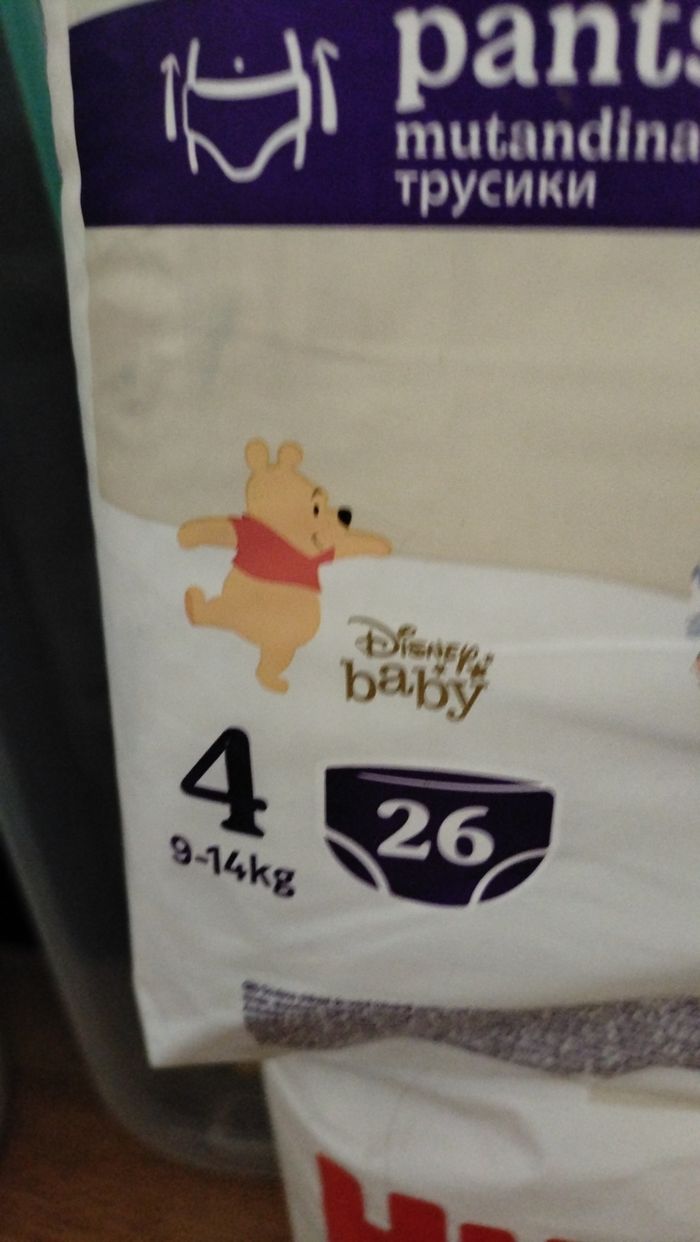 pants
mutandina
трусики
Disney
baby
4
26
9-14kg